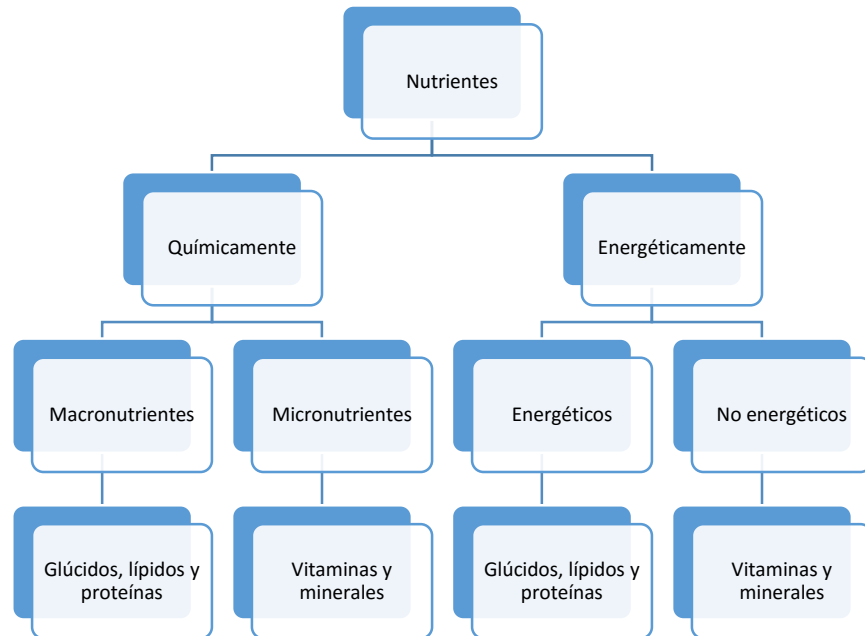 Nutrientes
Químicamente
Energéticamente
Macronutrientes
Micronutrientes
Energéticos
No energéticos
Glúcidos, lípidos y
proteínas
Vitaminas y
minerales
Glúcidos, lípidos y
proteínas
Vitaminas y
minerales